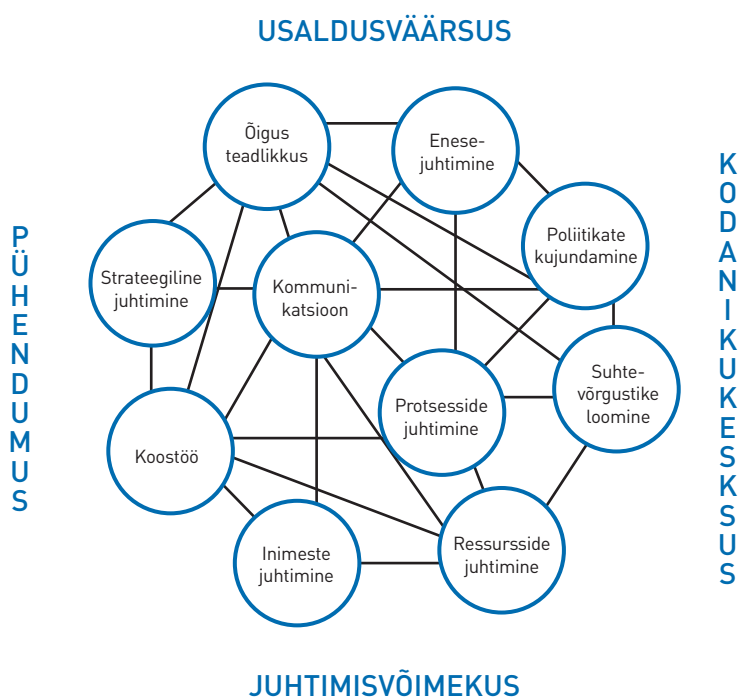 USALDUSVÄÄRSUS
Õigus
teadlikkus
Enese-
juhtimine
Poliitikate
kujundamine
Strateegiline
juhtimine
Kommuni-
katsioon
Suhte-
võrgustike
loomine
Protsesside
juhtimine
Koostöö
Inimeste
juhtimine
Ressursside
juhtimine
PÜHENDUMUS
KODANIKUKESKSUS
JUHTIMISVÕIMEKUS